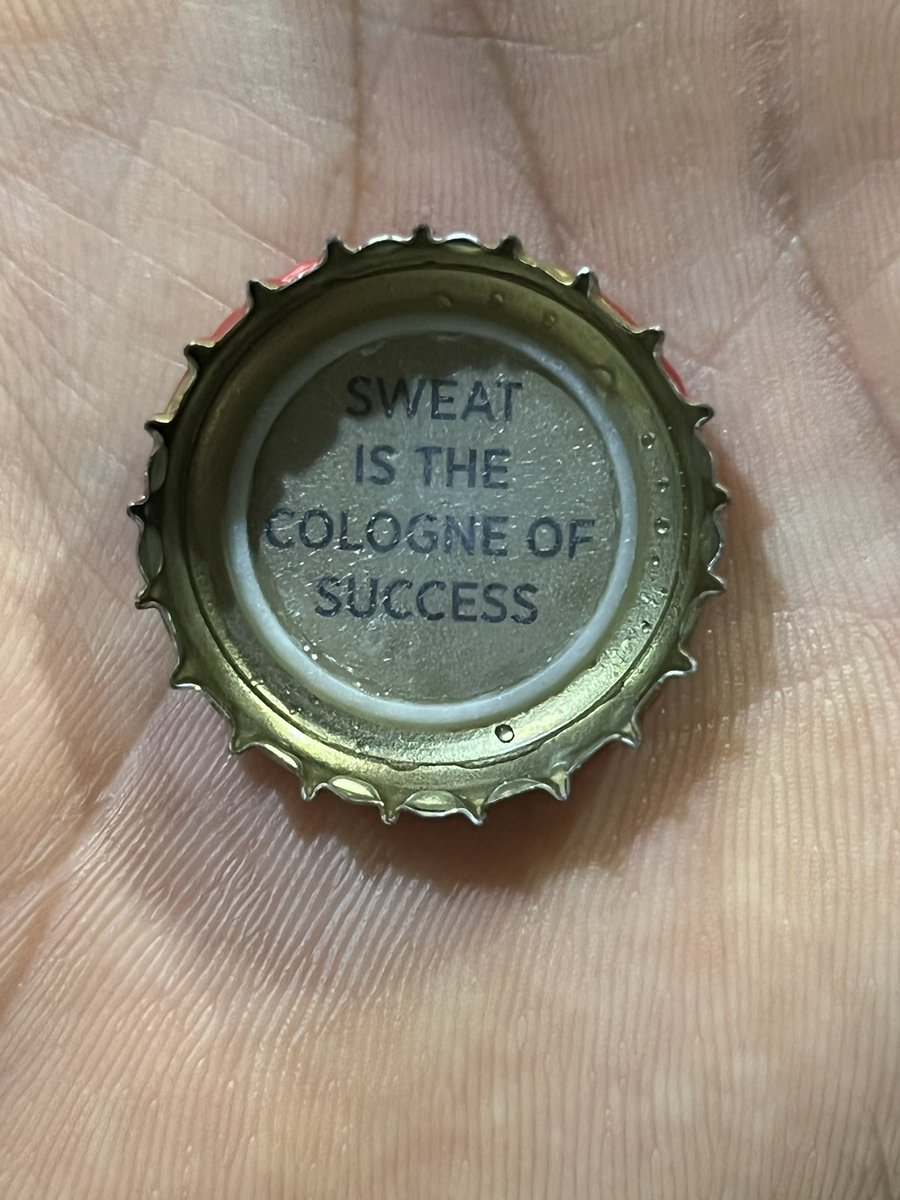 SWEAT
IS THE
COLOGNE OF
SUCCESS